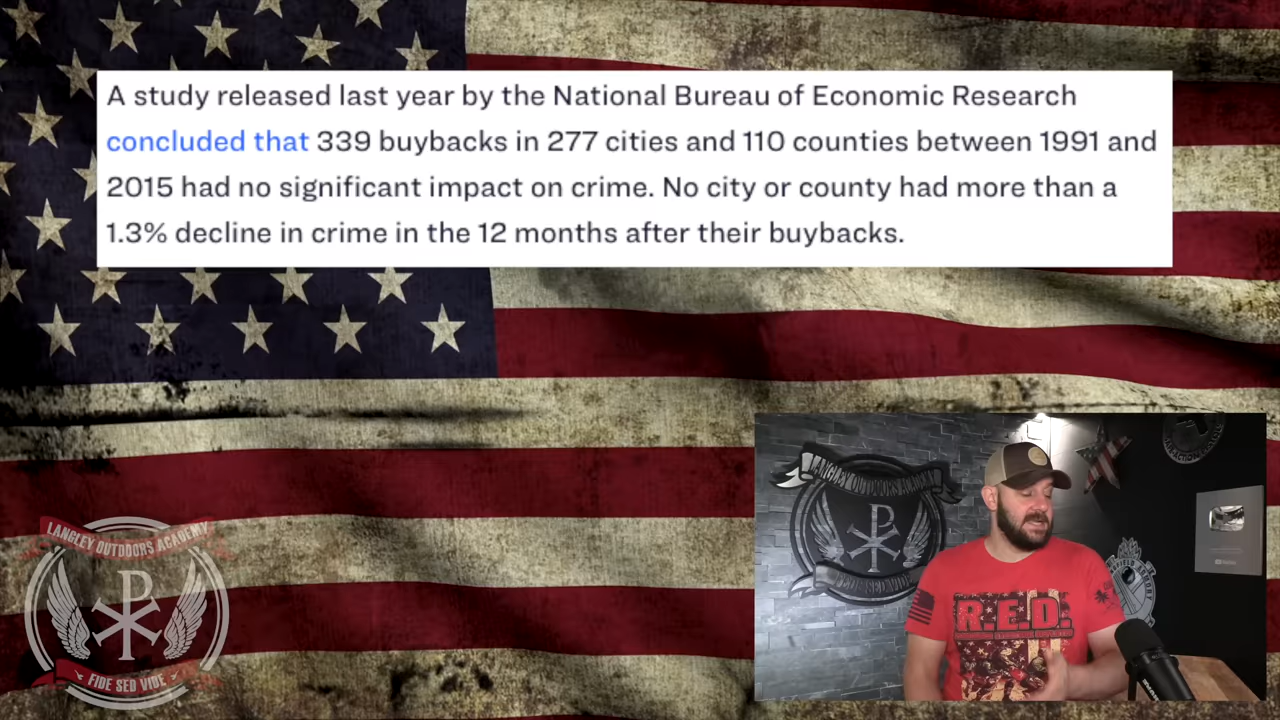 A study released last year by the National Bureau of Economic Research
concluded that 339 buybacks in 277 cities and 110 counties between 1991 and
2015 had no significant impact on crime. No city or county had more than a
1.3% decline in crime in the 12 months after their buybacks.
LANGLEY OUTDOORS ACADEMY
FIDE SED VIDE
R.E.D.